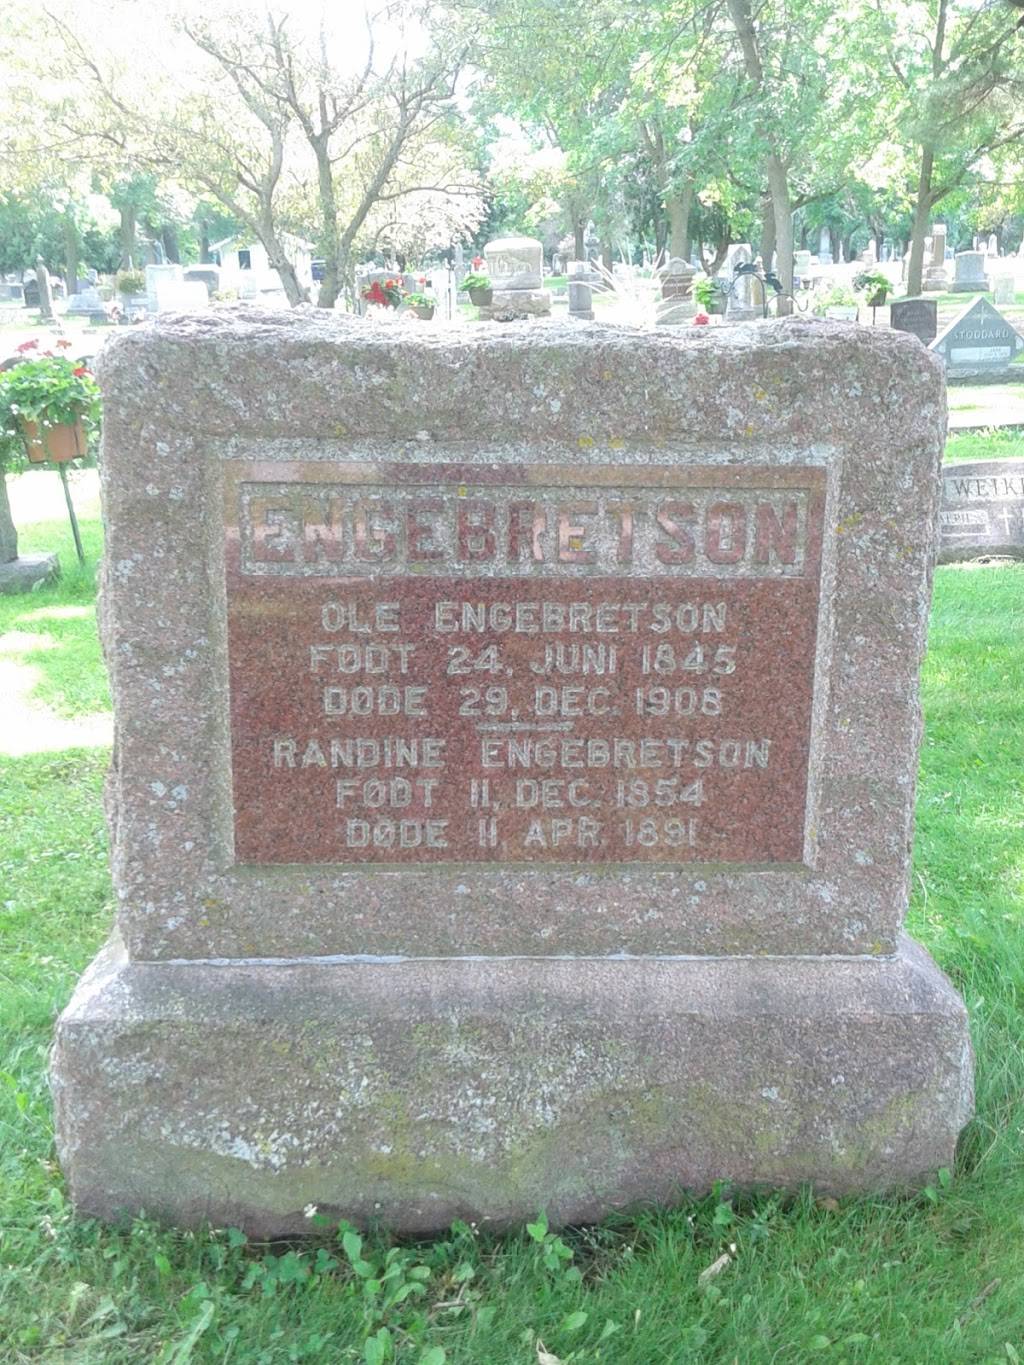 ENGEBRETSON
OLE ENGEBRETSON
FØDT 24, JUNI 1845
DØDE 29, DEC. 1908
RANDINE ENGEBRETSON
FØDT 11, DEC. 1854
DØDE 11 APR. 1891
STODDARD